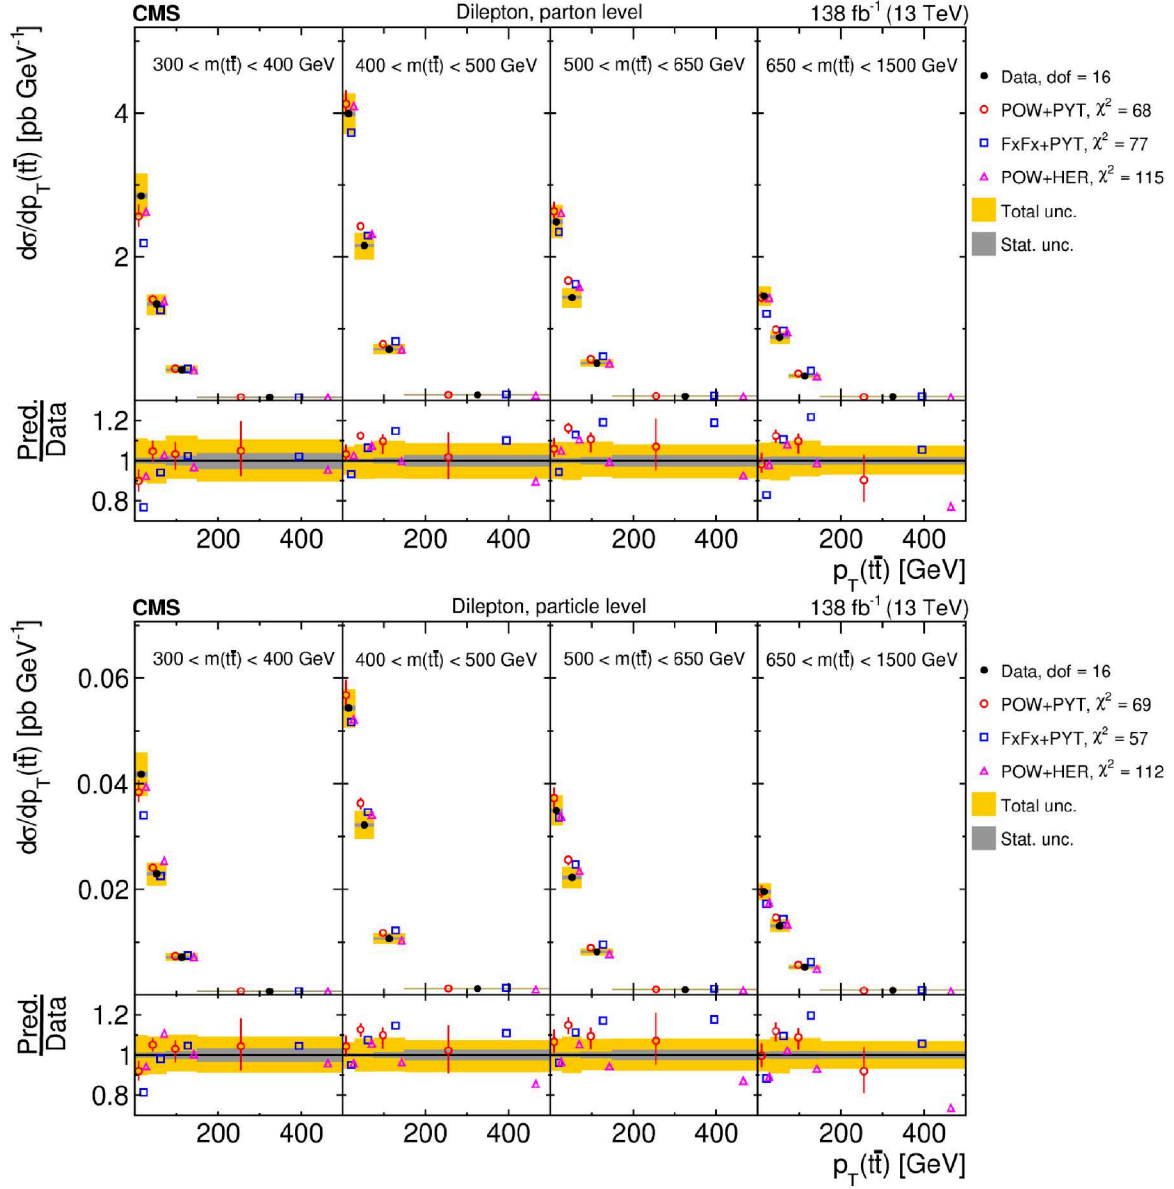 CMS Dilepton, parton level 138 fb⁻¹ (13 TeV)
dσ/dp_T(tt̄) [pb GeV⁻¹]
300 < m(tt̄) < 400 GeV 400 < m(tt̄) < 500 GeV 500 < m(tt̄) < 650 GeV 650 < m(tt̄) < 1500 GeV
4
2
Data, dof = 16
POW+PYT, χ² = 68
FxFx+PYT, χ² = 77
POW+HER, χ² = 115
Total unc.
Stat. unc.
Pred.
Data
1.2
1
0.8
200 400 200 400 200 400 200 400
p_T(tt̄) [GeV]
CMS Dilepton, particle level 138 fb⁻¹ (13 TeV)
dσ/dp_T(tt̄) [pb GeV⁻¹]
300 < m(tt̄) < 400 GeV 400 < m(tt̄) < 500 GeV 500 < m(tt̄) < 650 GeV 650 < m(tt̄) < 1500 GeV
0.06
0.04
0.02
Data, dof = 16
POW+PYT, χ² = 69
FxFx+PYT, χ² = 57
POW+HER, χ² = 112
Total unc.
Stat. unc.
Pred.
Data
1.2
1
0.8
200 400 200 400 200 400 200 400
p_T(tt̄) [GeV]